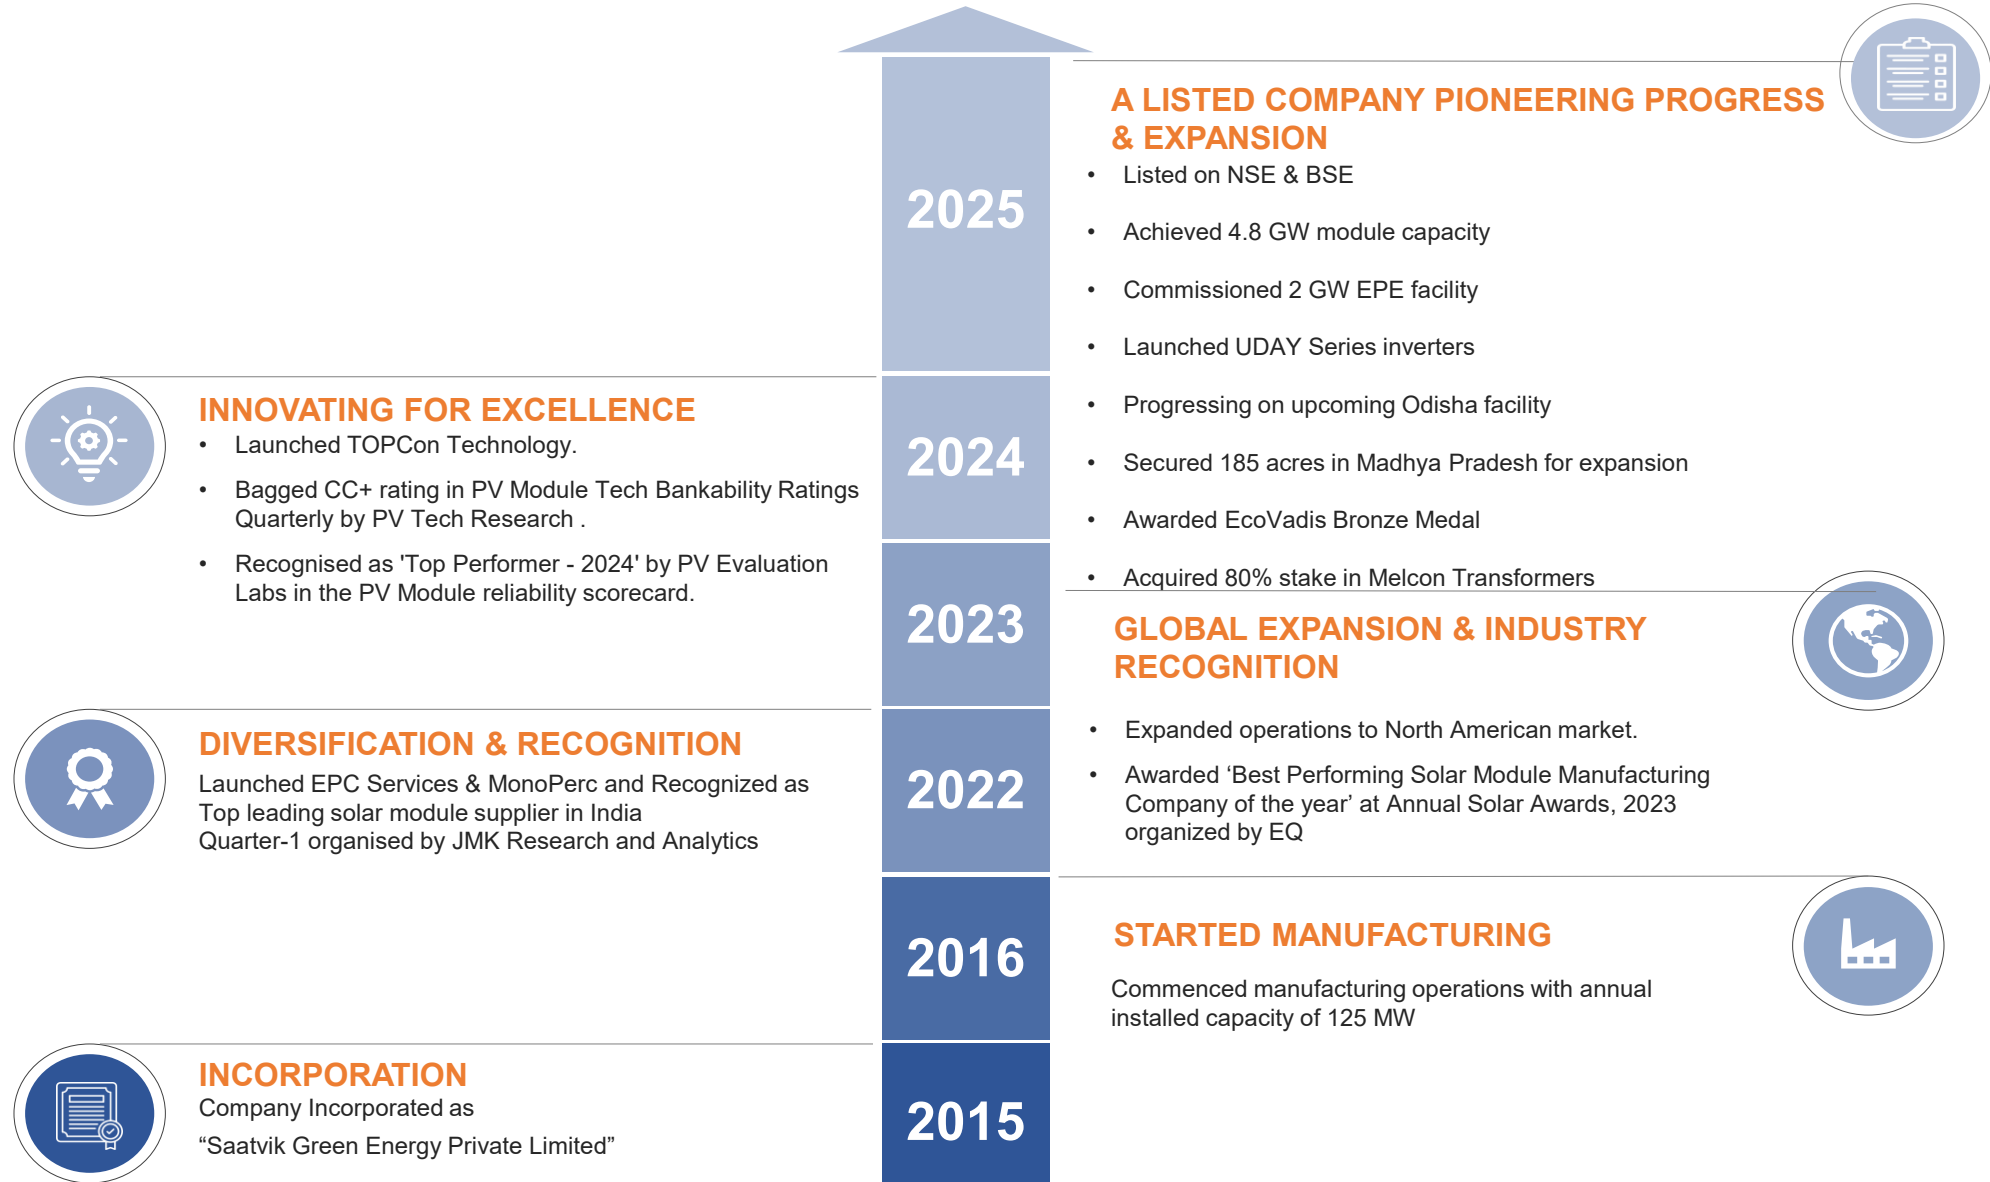 2025
A LISTED COMPANY PIONEERING PROGRESS
& EXPANSION
• Listed on NSE & BSE
• Achieved 4.8 GW module capacity
• Commissioned 2 GW EPE facility
• Launched UDAY Series inverters
• Progressing on upcoming Odisha facility
• Secured 185 acres in Madhya Pradesh for expansion
• Awarded EcoVadis Bronze Medal
• Acquired 80% stake in Melcon Transformers
2024
INNOVATING FOR EXCELLENCE
• Launched TOPCon Technology.
• Bagged CC+ rating in PV Module Tech Bankability Ratings
Quarterly by PV Tech Research .
• Recognised as 'Top Performer - 2024' by PV Evaluation
Labs in the PV Module reliability scorecard.
2023
GLOBAL EXPANSION & INDUSTRY
RECOGNITION
• Expanded operations to North American market.
• Awarded ‘Best Performing Solar Module Manufacturing
Company of the year’ at Annual Solar Awards, 2023
organized by EQ
2022
DIVERSIFICATION & RECOGNITION
Launched EPC Services & MonoPerc and Recognized as
Top leading solar module supplier in India
Quarter-1 organised by JMK Research and Analytics
2016
STARTED MANUFACTURING
Commenced manufacturing operations with annual
installed capacity of 125 MW
2015
INCORPORATION
Company Incorporated as
“Saatvik Green Energy Private Limited”